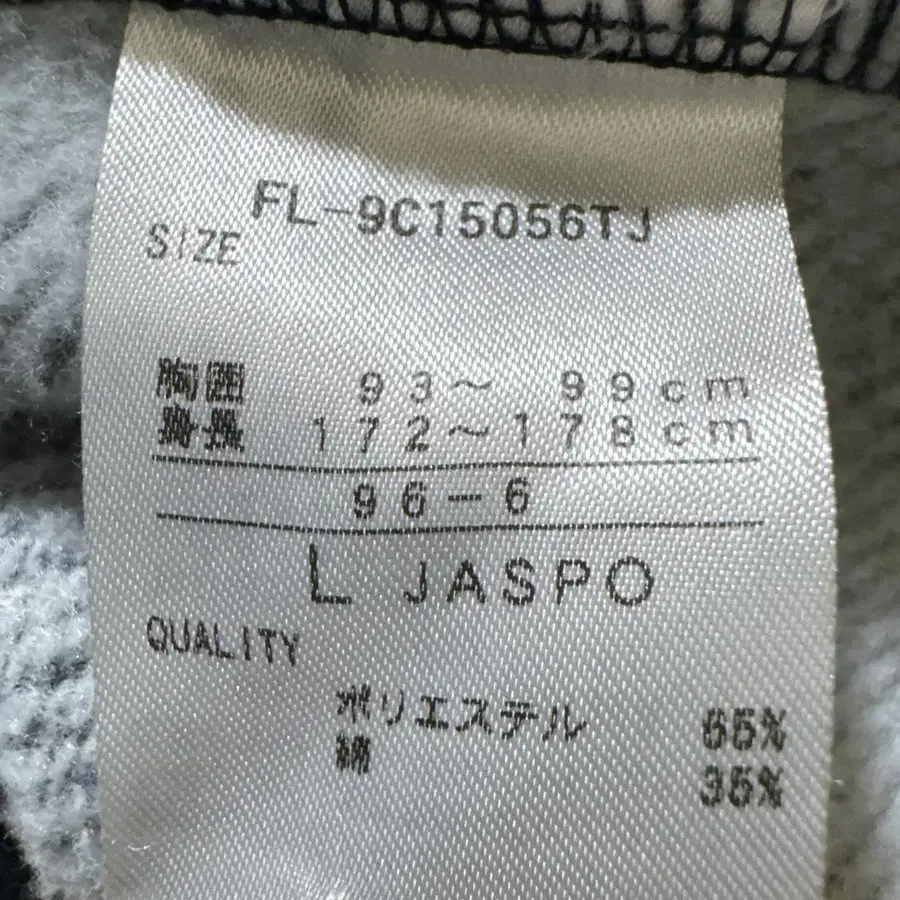 FL-9C15056TJ
SIZE
胸囲 93～ 99cm
身長 172～178cm
96-6
L JASPO
QUALITY
ポリエステル 65%
綿 35%